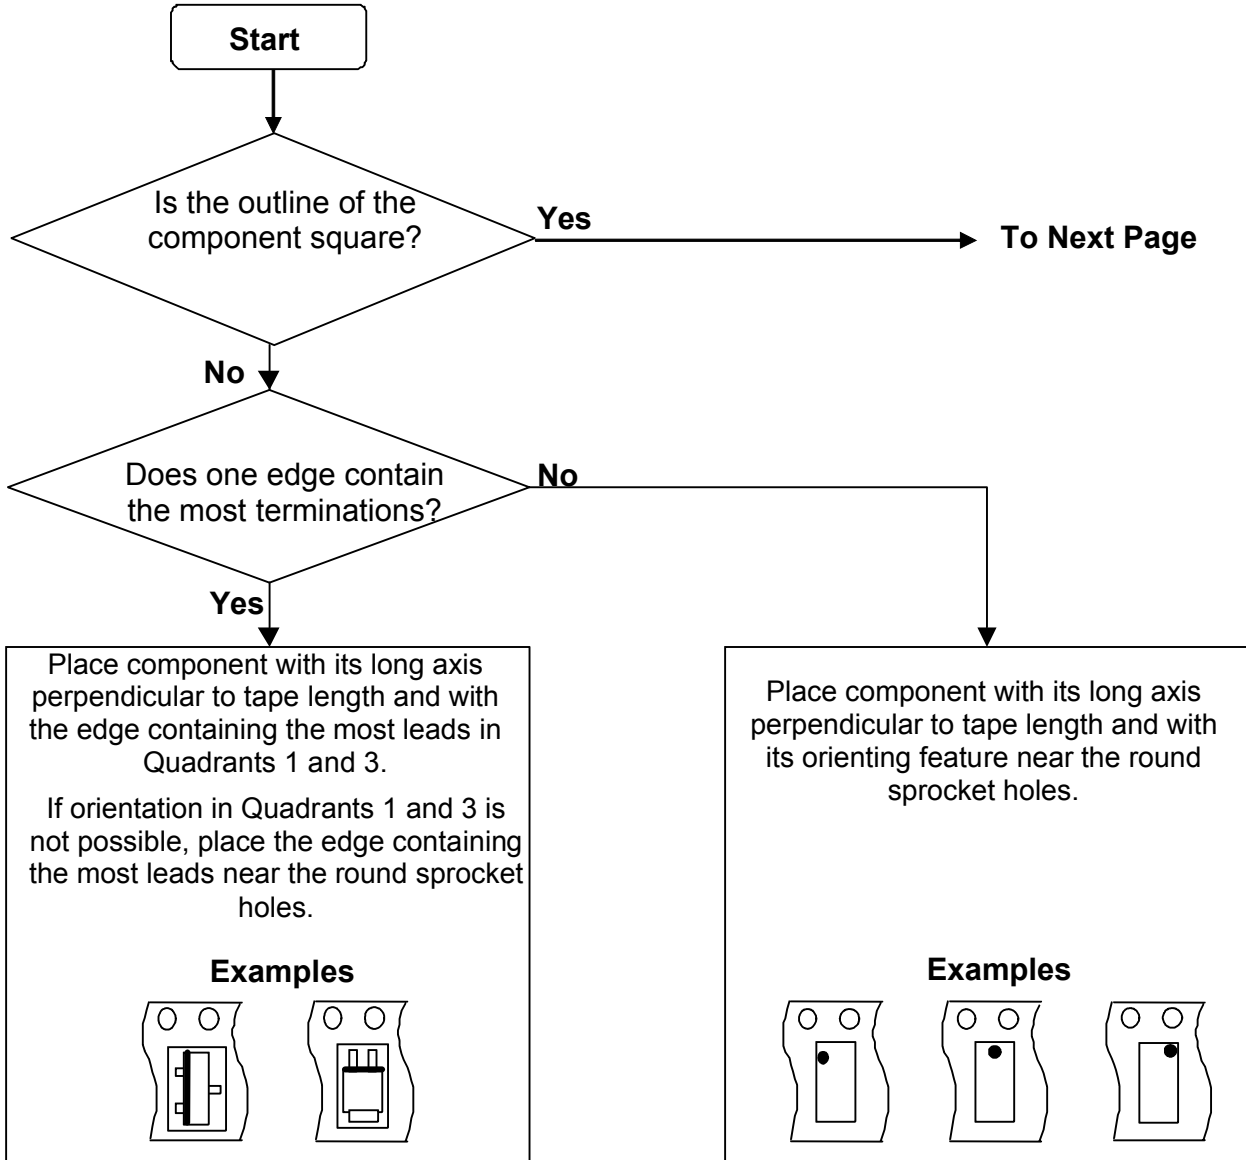 Start
Is the outline of the
component square?
Yes
To Next Page
No
Does one edge contain
the most terminations?
No
Yes
Place component with its long axis
perpendicular to tape length and with
the edge containing the most leads in
Quadrants 1 and 3.
If orientation in Quadrants 1 and 3 is
not possible, place the edge containing
the most leads near the round sprocket
holes.
Examples
Place component with its long axis
perpendicular to tape length and with
its orienting feature near the round
sprocket holes.
Examples